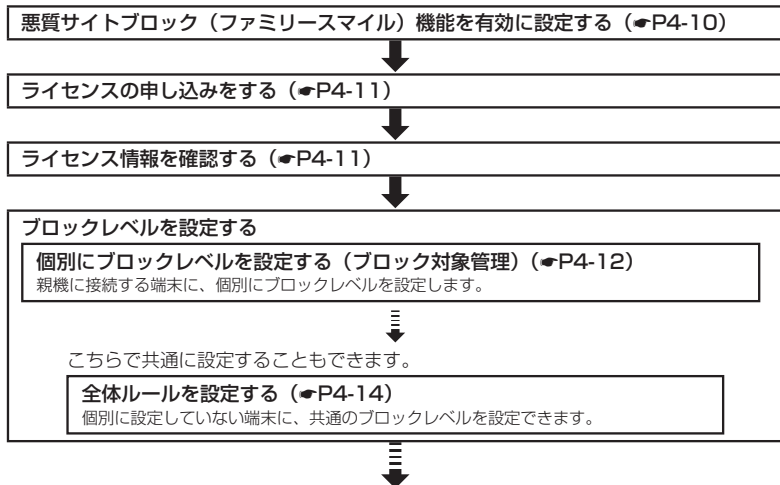 悪質サイトブロック（ファミリースマイル）機能を有効に設定する（☛P4-10）
ライセンスの申し込みをする（☛P4-11）
ライセンス情報を確認する（☛P4-11）
ブロックレベルを設定する
個別にブロックレベルを設定する（ブロック対象管理）（☛P4-12）
親機に接続する端末に、個別にブロックレベルを設定します。
こちらで共通に設定することもできます。
全体ルールを設定する（☛P4-14）
個別に設定していない端末に、共通のブロックレベルを設定できます。